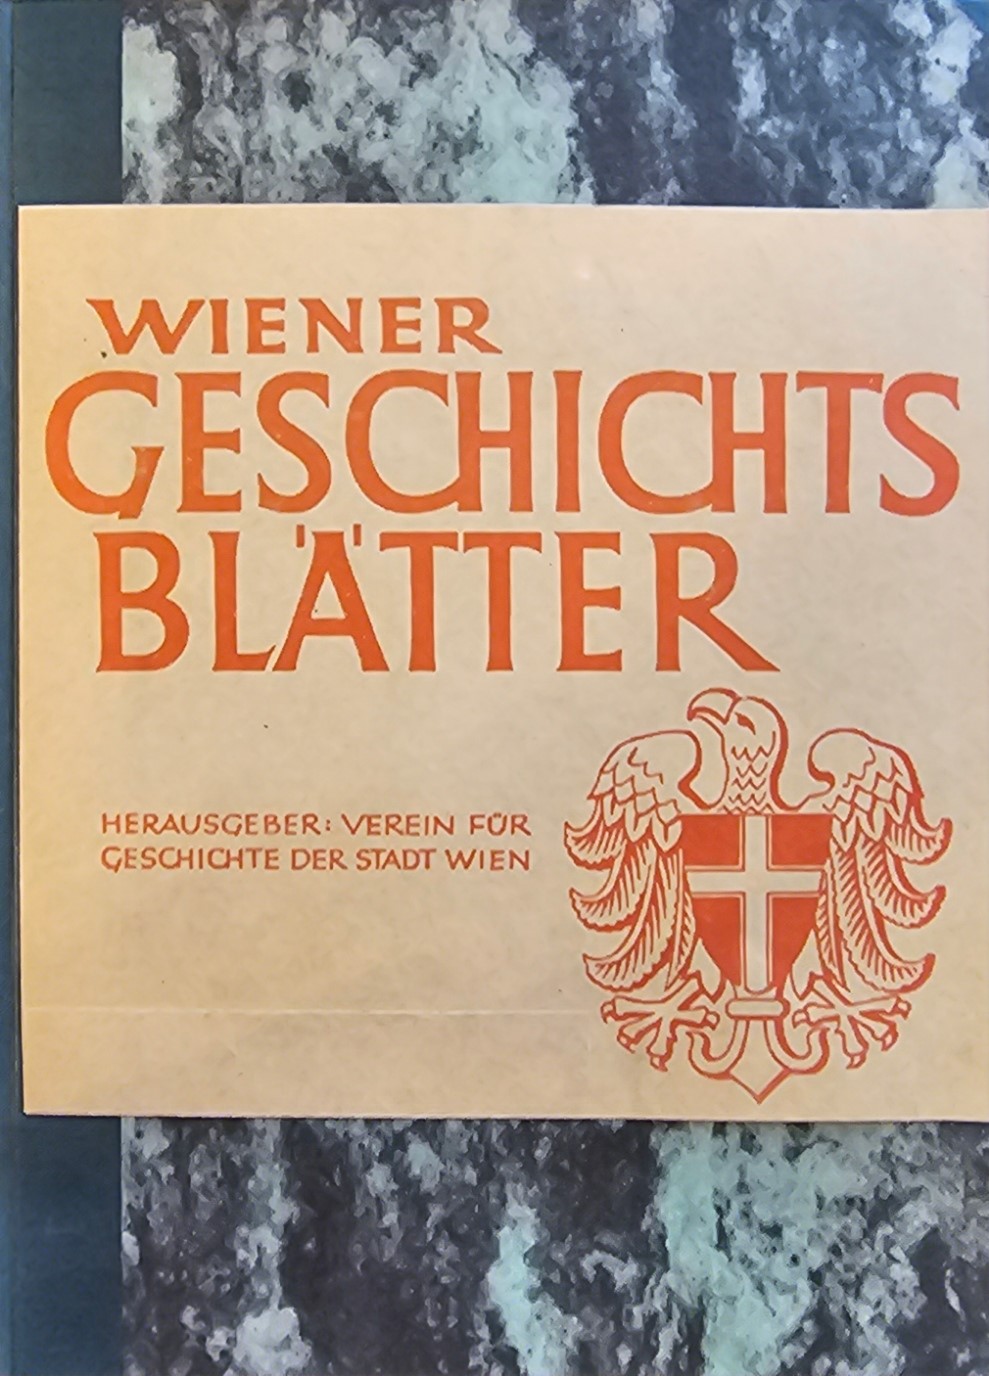 WIENER
GESCHICHTS
BLÄTTER
HERAUSGEBER: VEREIN FÜR
GESCHICHTE DER STADT WIEN